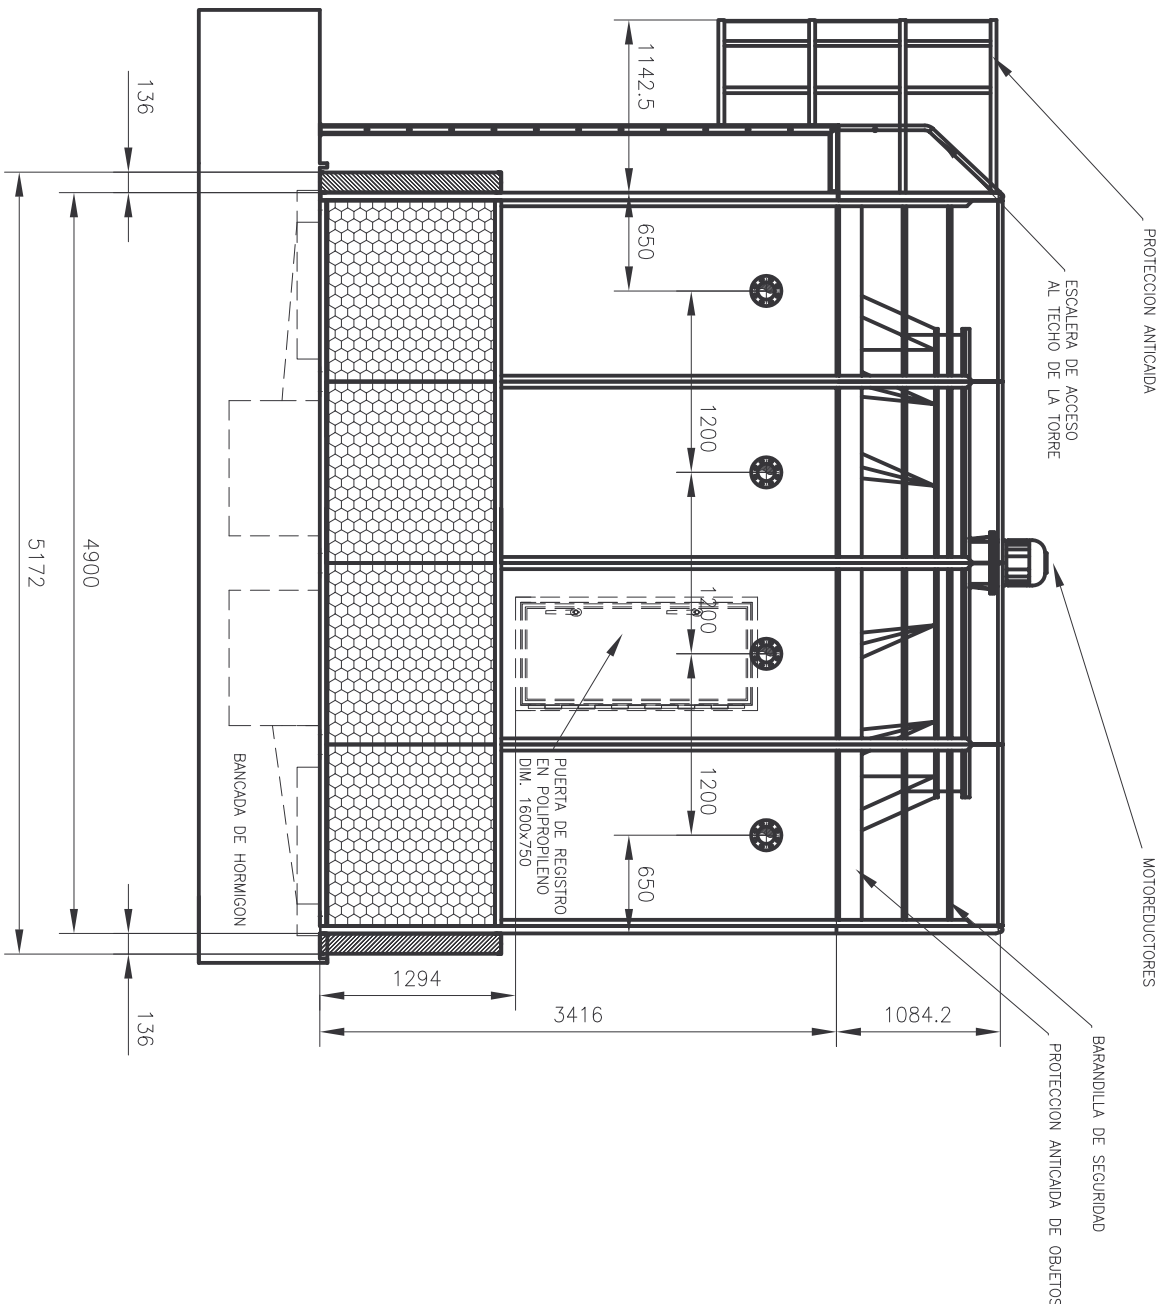 PROTECCION ANTICAIDA
ESCALERA DE ACCESO
AL TECHO DE LA TORRE
MOTOREDUCTORES
BARANDILLA DE SEGURIDAD
PROTECCION ANTICAIDA DE OBJETOS
1142.5
650
1200
1200
1200
650
PUERTA DE REGISTRO
EN POLIPROPILENO
DIM. 1600x750
BANCADA DE HORMIGON
136
4900
5172
136
1294
3416
1084.2